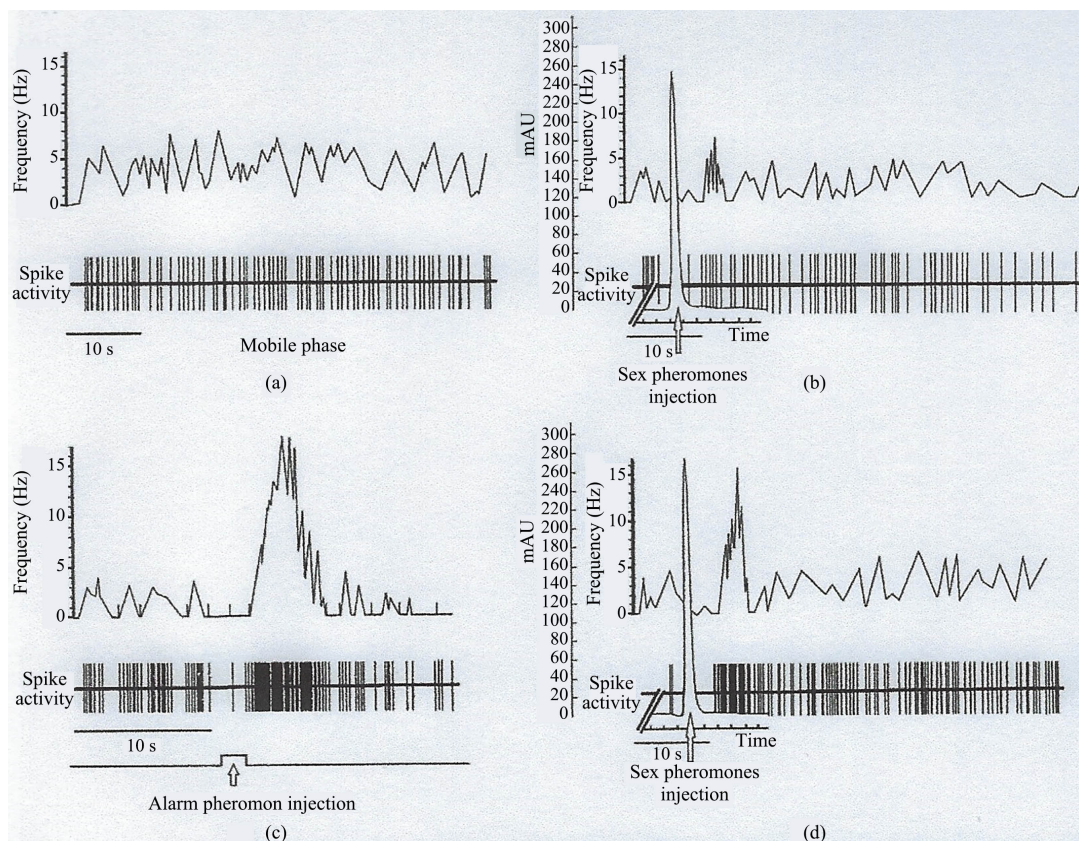 Frequency (Hz)
15
10
5
0
Spike
activity
10 s
Mobile phase
(a)
mAU
300
280
260
240
220
200
180
160
140
120
100
80
60
40
20
0
Frequency (Hz)
15
10
5
0
Spike
activity
Time
10 s
Sex pheromones
injection
(b)
Frequency (Hz)
15
10
5
0
Spike
activity
10 s
Alarm pheromon injection
(c)
mAU
300
280
260
240
220
200
180
160
140
120
100
80
60
40
20
0
Frequency (Hz)
15
10
5
0
Spike
activity
Time
10 s
Sex pheromones
injection
(d)